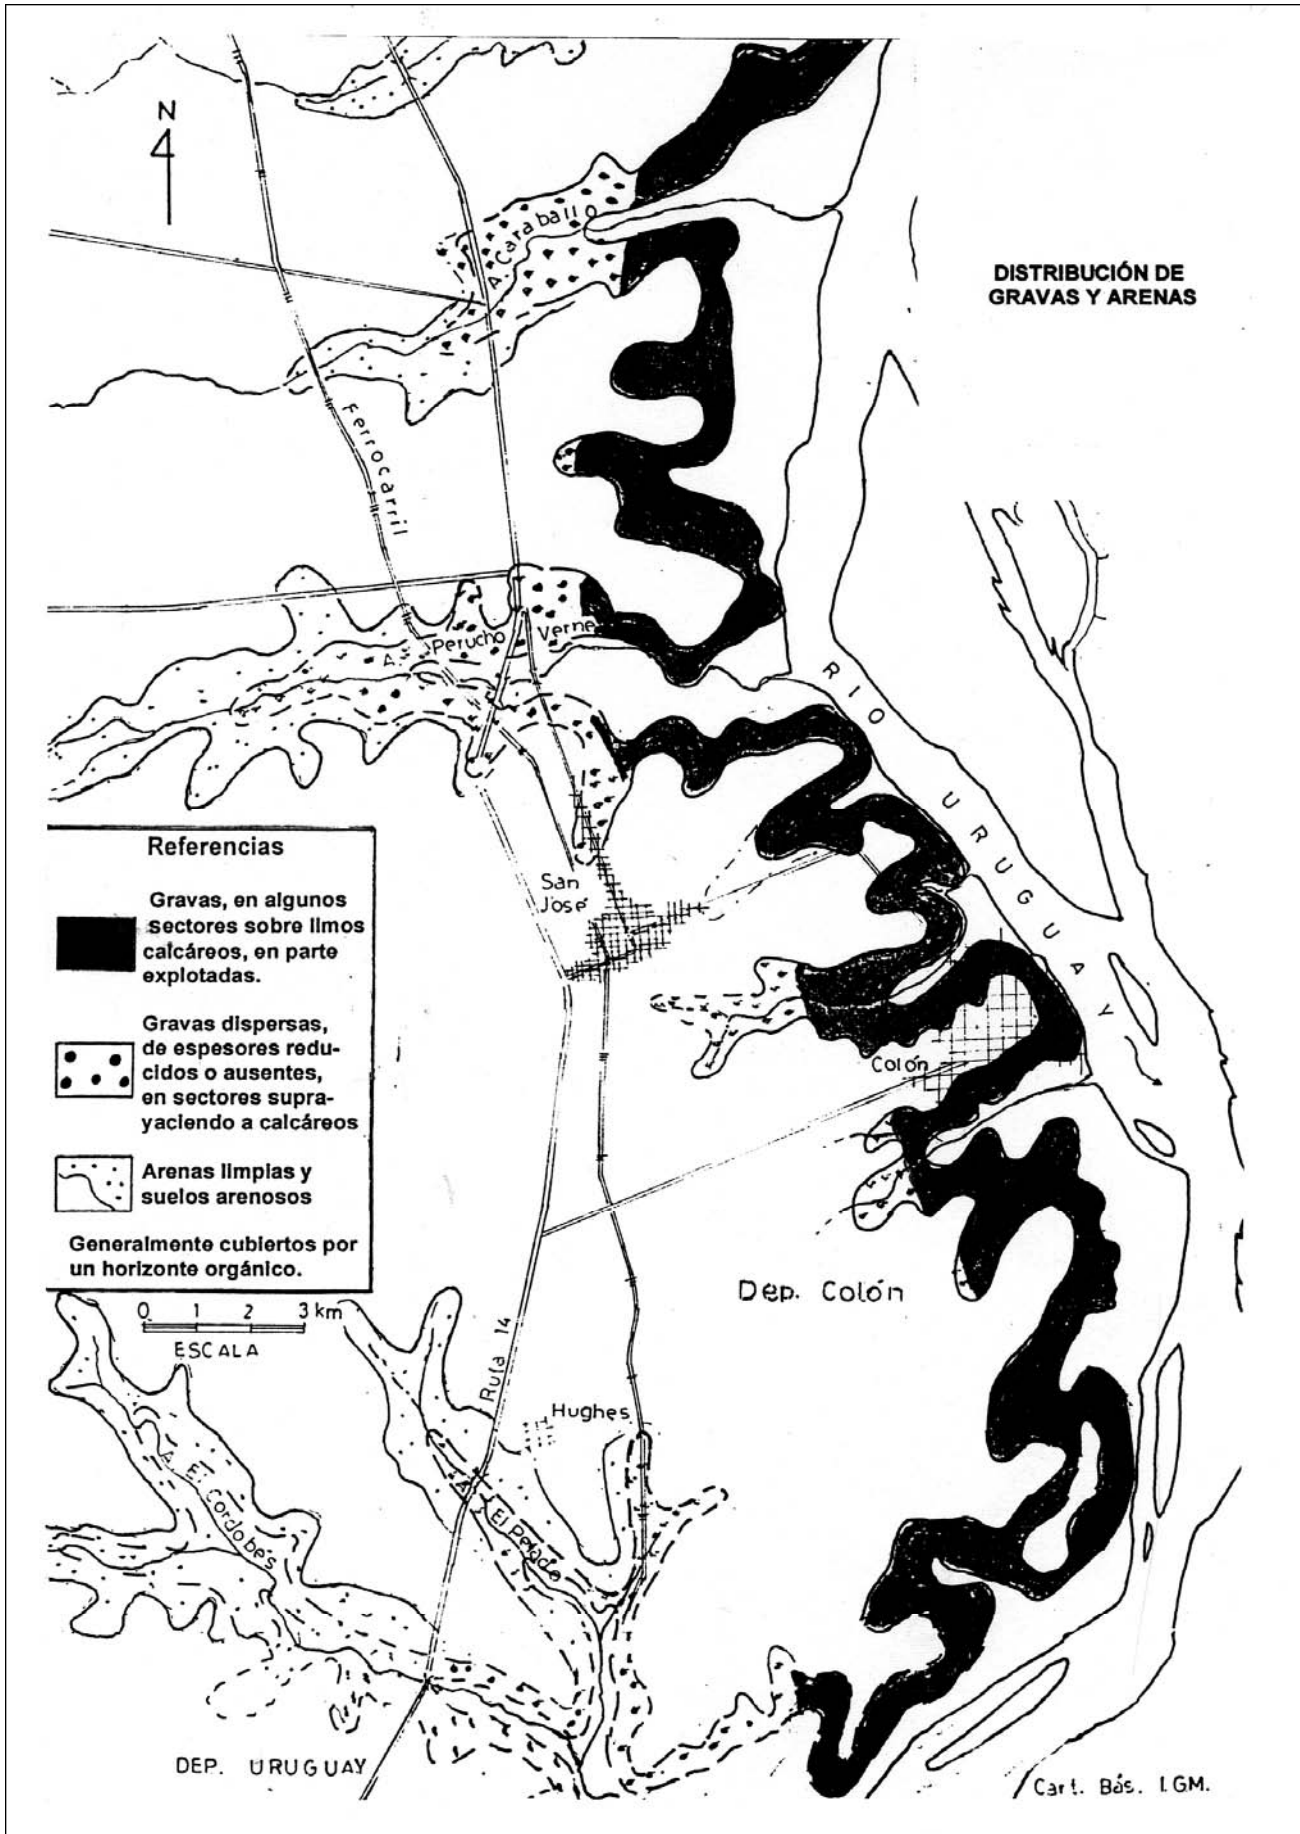 N
A. Caraballo
DISTRIBUCIÓN DE
GRAVAS Y ARENAS
Ferrocarril
A. Perucho Verne
RIO URUGUAY
Referencias
Gravas, en algunos
sectores sobre limos
calcáreos, en parte
explotadas.
Gravas dispersas,
de espesores redu-
cidos o ausentes,
en sectores supra-
yaciendo a calcáreos
Arenas limpias y
suelos arenosos
Generalmente cubiertos por
un horizonte orgánico.
San
José
Colón
Dep. Colón
0 1 2 3 km
ESCALA
Ruta 14
Hughes
A. El Cordobés
A. El Pelado
DEP. URUGUAY
Cart. Bás. I.GM.